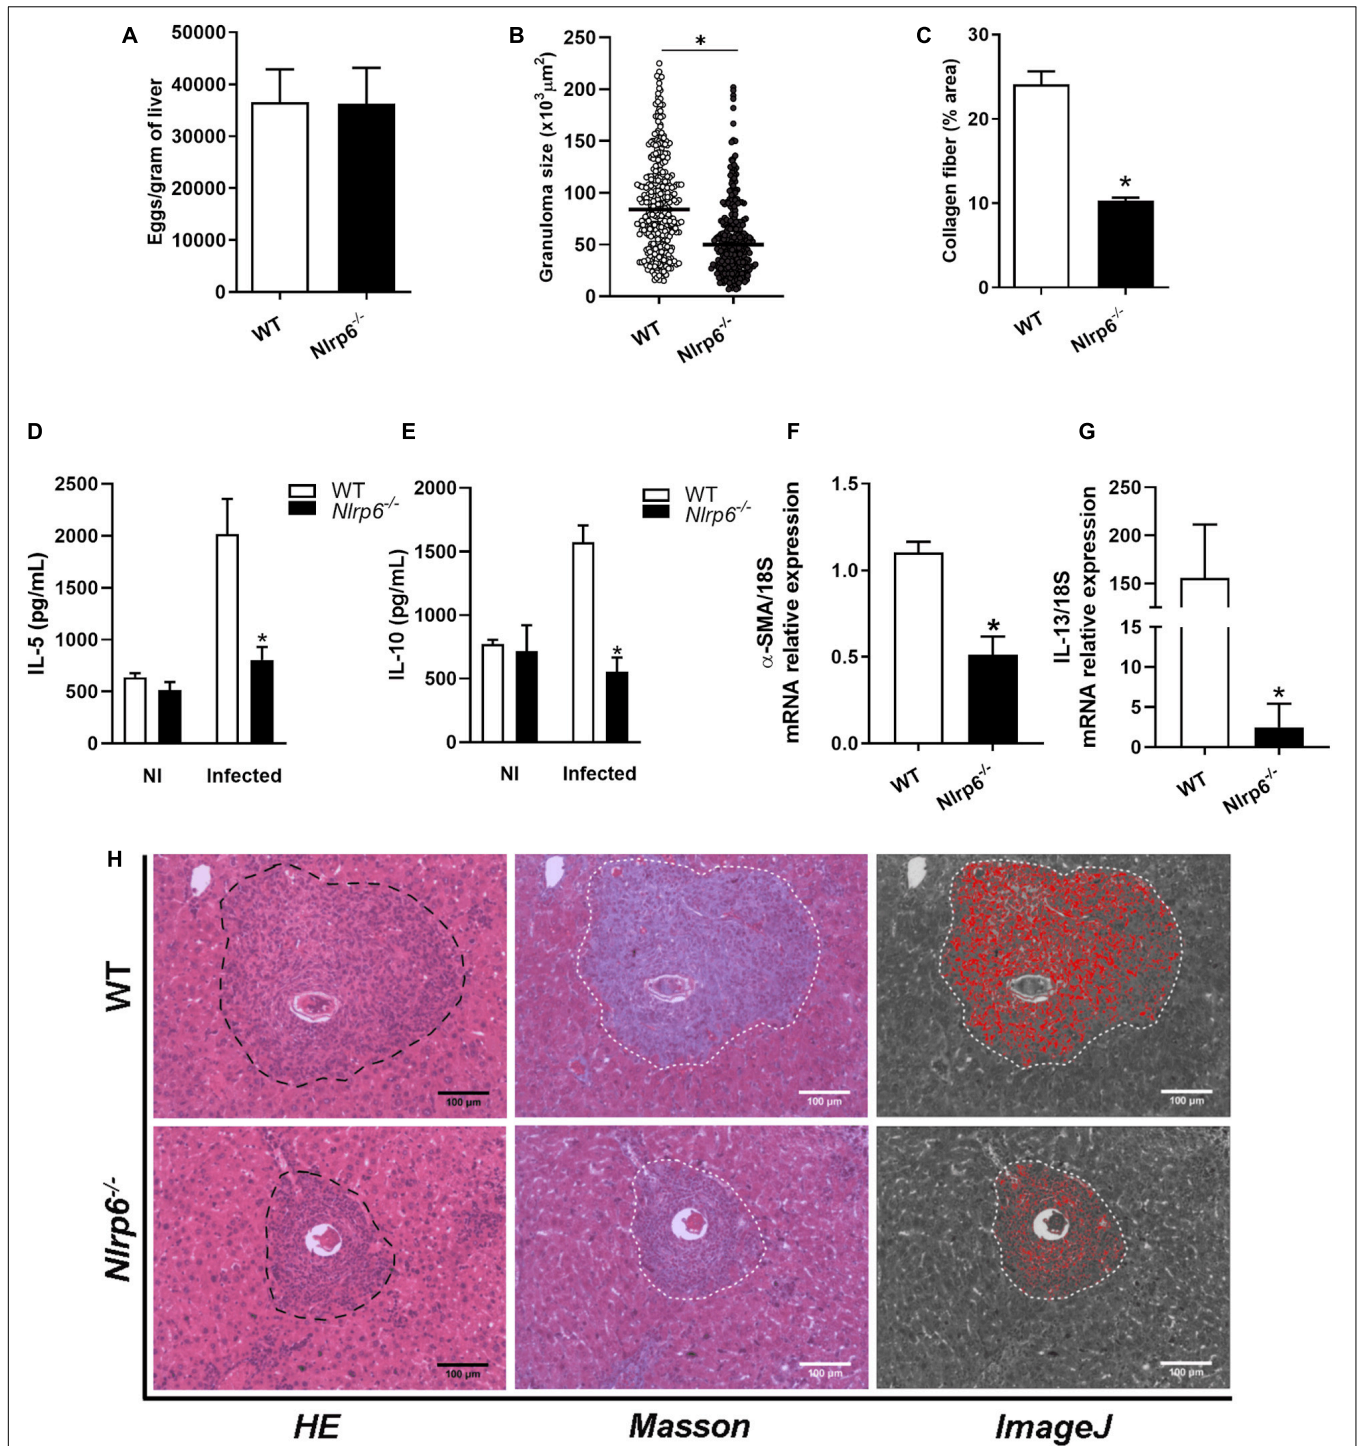 A
Eggs/gram of liver
50000
40000
30000
20000
10000
0
WT
Nlrp6-/-
B
*
Granuloma size (x10³µm²)
250
200
150
100
50
0
WT
Nlrp6-/-
C
Collagen fiber (% area)
30
20
10
0
*
WT
Nlrp6-/-
D
IL-5 (pg/mL)
2500
2000
1500
1000
500
0
*
NI
Infected
WT
Nlrp6-/-
E
IL-10 (pg/mL)
2000
1500
1000
500
0
*
NI
Infected
WT
Nlrp6-/-
F
α-SMA/18S
mRNA relative expression
1.5
1.0
0.5
0.0
*
WT
Nlrp6-/-
G
IL-13/18S
mRNA relative expression
250
200
150
15
10
5
0
*
WT
Nlrp6-/-
H
WT
100 µm
100 µm
100 µm
Nlrp6-/-
100 µm
100 µm
100 µm
HE
Masson
ImageJ